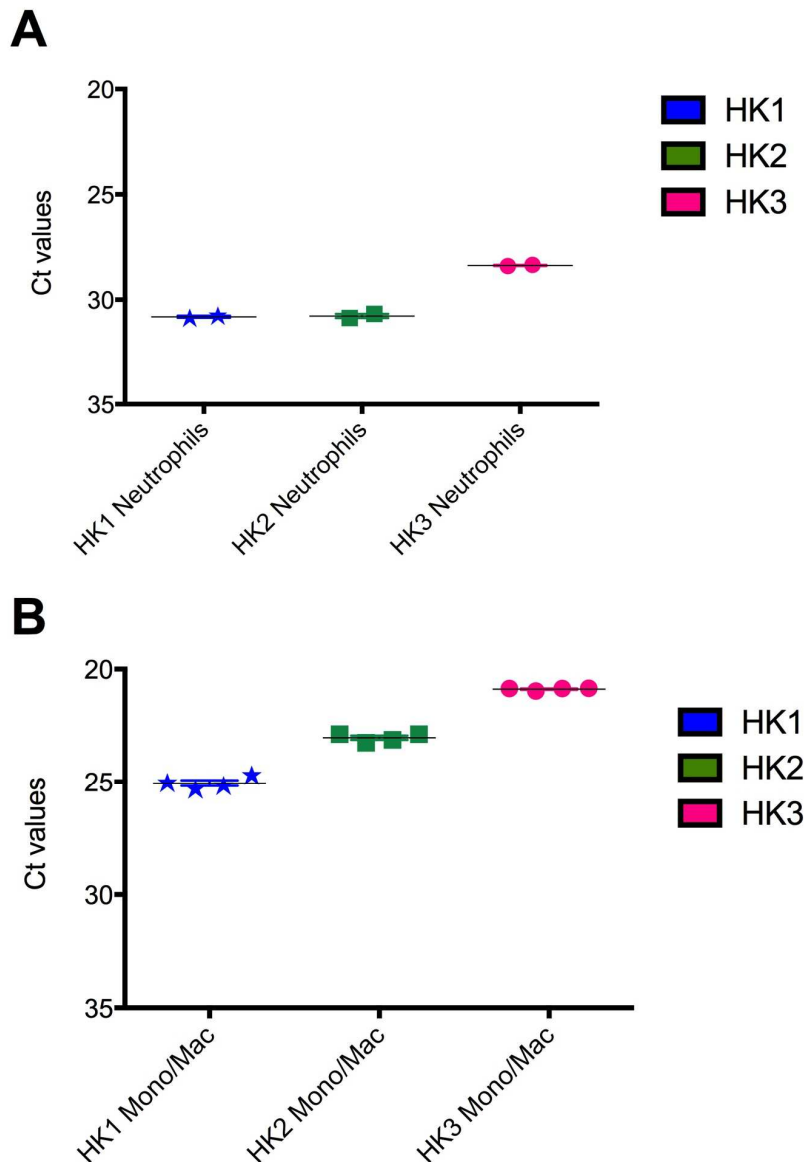 A
20
25
30
35
Ct values
HK1 Neutrophils
HK2 Neutrophils
HK3 Neutrophils
HK1
HK2
HK3
B
20
25
30
35
Ct values
HK1 Mono/Mac
HK2 Mono/Mac
HK3 Mono/Mac
HK1
HK2
HK3